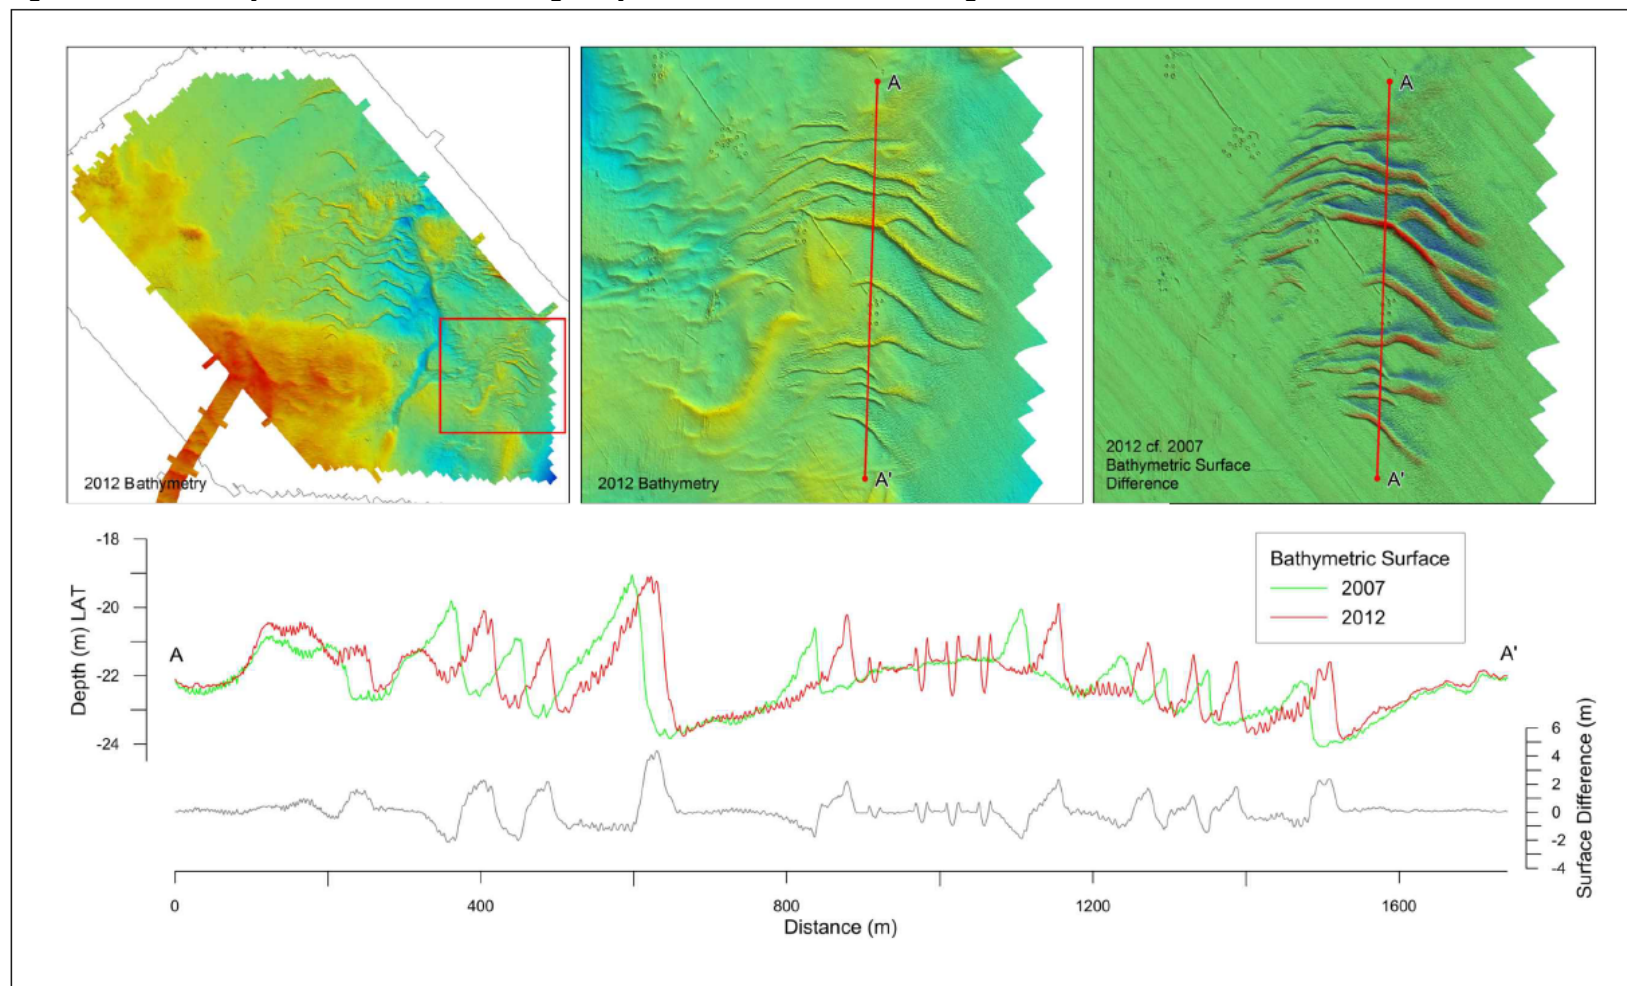 A
A
2012 Bathymetry
2012 Bathymetry
A'
2012 cf. 2007
Bathymetric Surface
Difference
A'
-18
-20
-22
-24
Depth (m) LAT
A
A'
Bathymetric Surface
2007
2012
6
4
2
0
-2
-4
Surface Difference (m)
0
400
800
1200
1600
Distance (m)